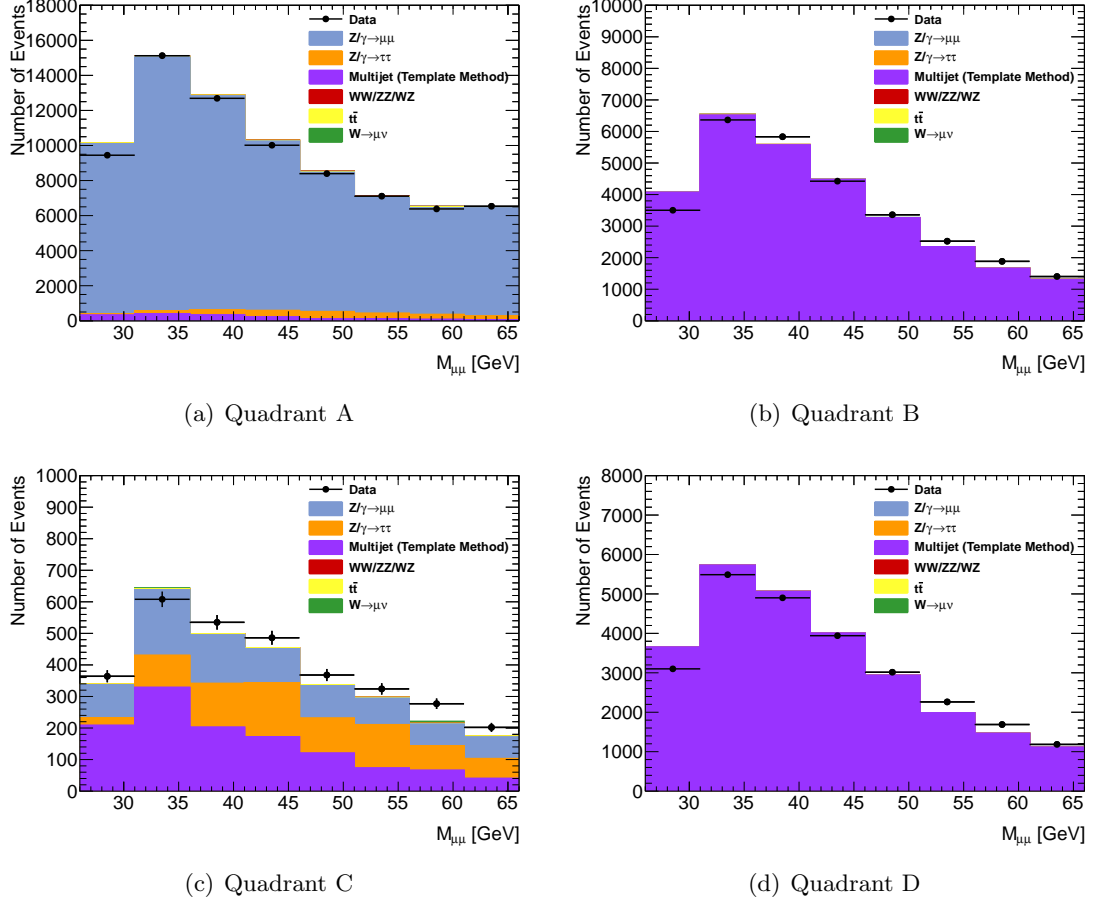 Number of Events
18000
16000
14000
12000
10000
8000
6000
4000
2000
0
30 35 40 45 50 55 60 65
Mμμ [GeV]
Data
Z/γ→μμ
Z/γ→ττ
Multijet (Template Method)
WW/ZZ/WZ
tt̄
W→μν
(a) Quadrant A
Number of Events
10000
9000
8000
7000
6000
5000
4000
3000
2000
1000
0
30 35 40 45 50 55 60 65
Mμμ [GeV]
Data
Z/γ→μμ
Z/γ→ττ
Multijet (Template Method)
WW/ZZ/WZ
tt̄
W→μν
(b) Quadrant B
Number of Events
1000
900
800
700
600
500
400
300
200
100
0
30 35 40 45 50 55 60 65
Mμμ [GeV]
Data
Z/γ→μμ
Z/γ→ττ
Multijet (Template Method)
WW/ZZ/WZ
tt̄
W→μν
(c) Quadrant C
Number of Events
8000
7000
6000
5000
4000
3000
2000
1000
0
30 35 40 45 50 55 60 65
Mμμ [GeV]
Data
Z/γ→μμ
Z/γ→ττ
Multijet (Template Method)
WW/ZZ/WZ
tt̄
W→μν
(d) Quadrant D